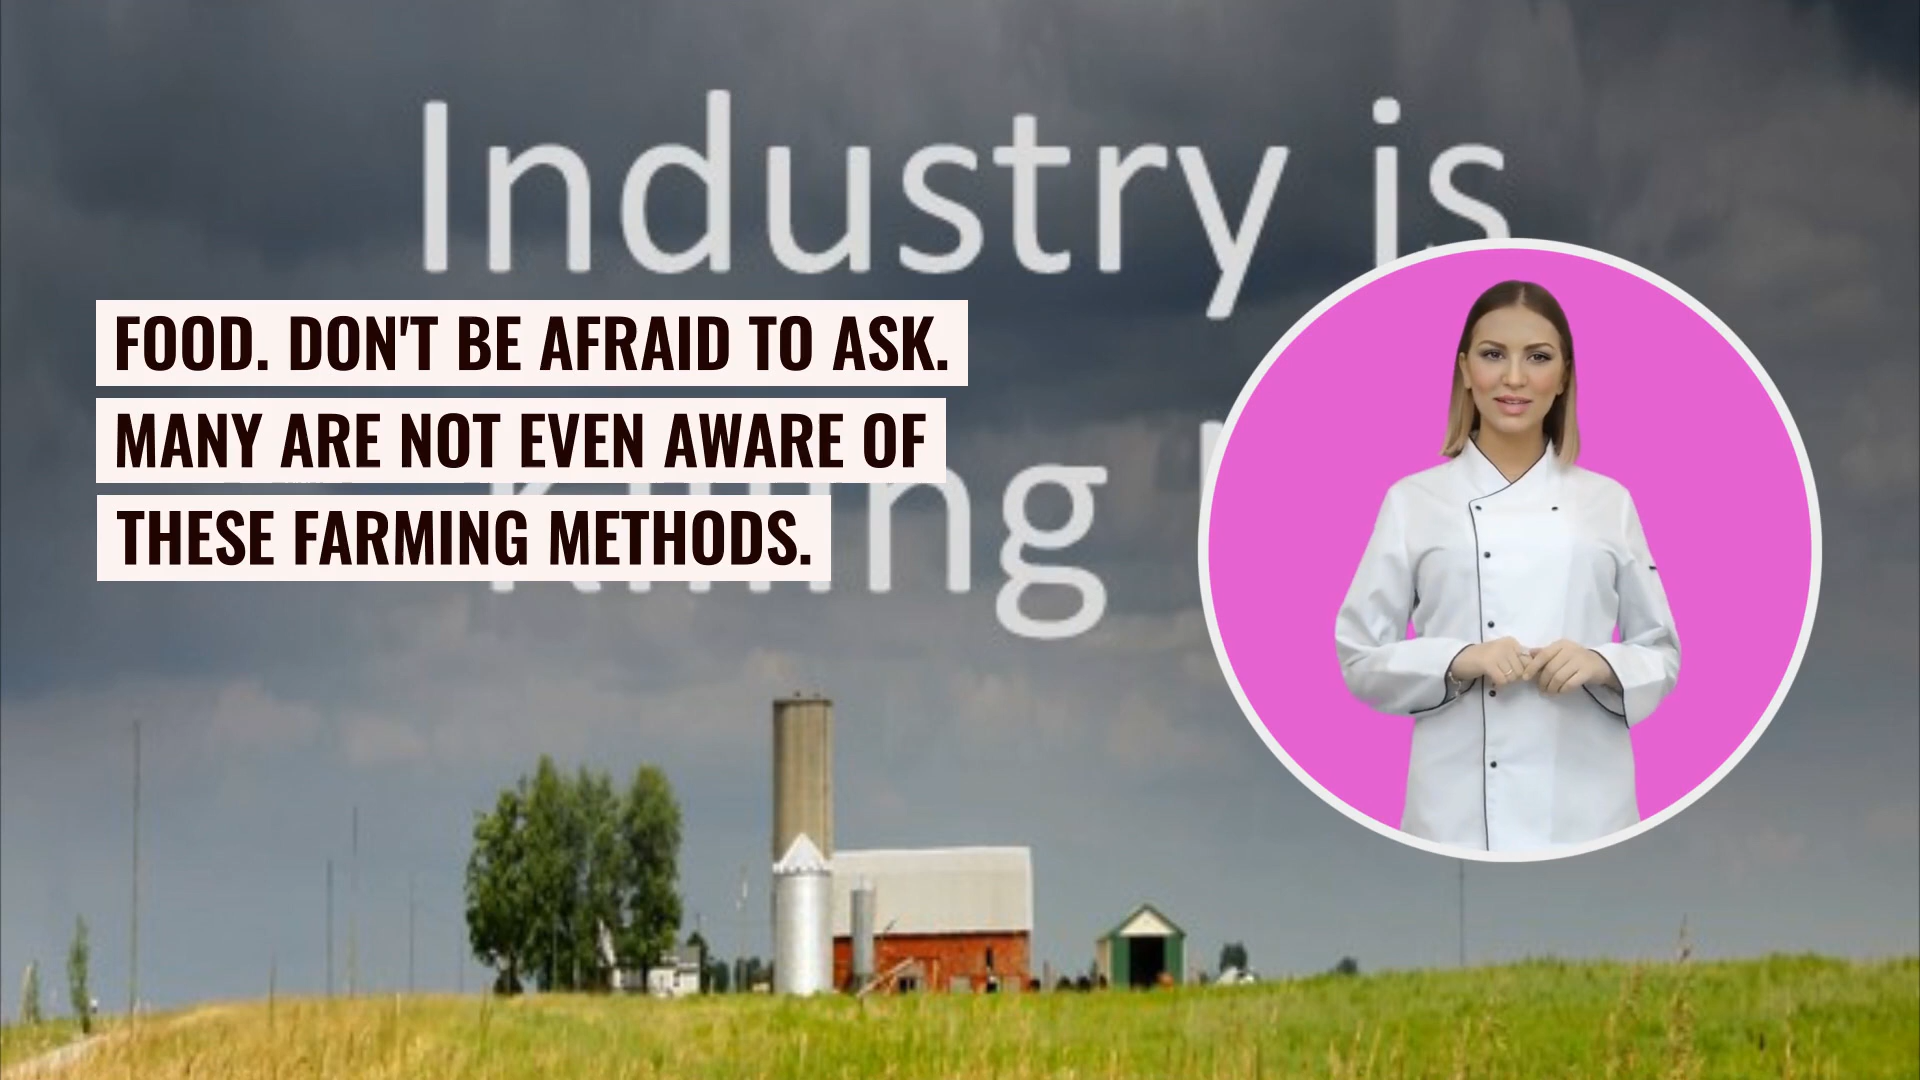 Industry is
FOOD. DON'T BE AFRAID TO ASK.
MANY ARE NOT EVEN AWARE OF
THESE FARMING METHODS.